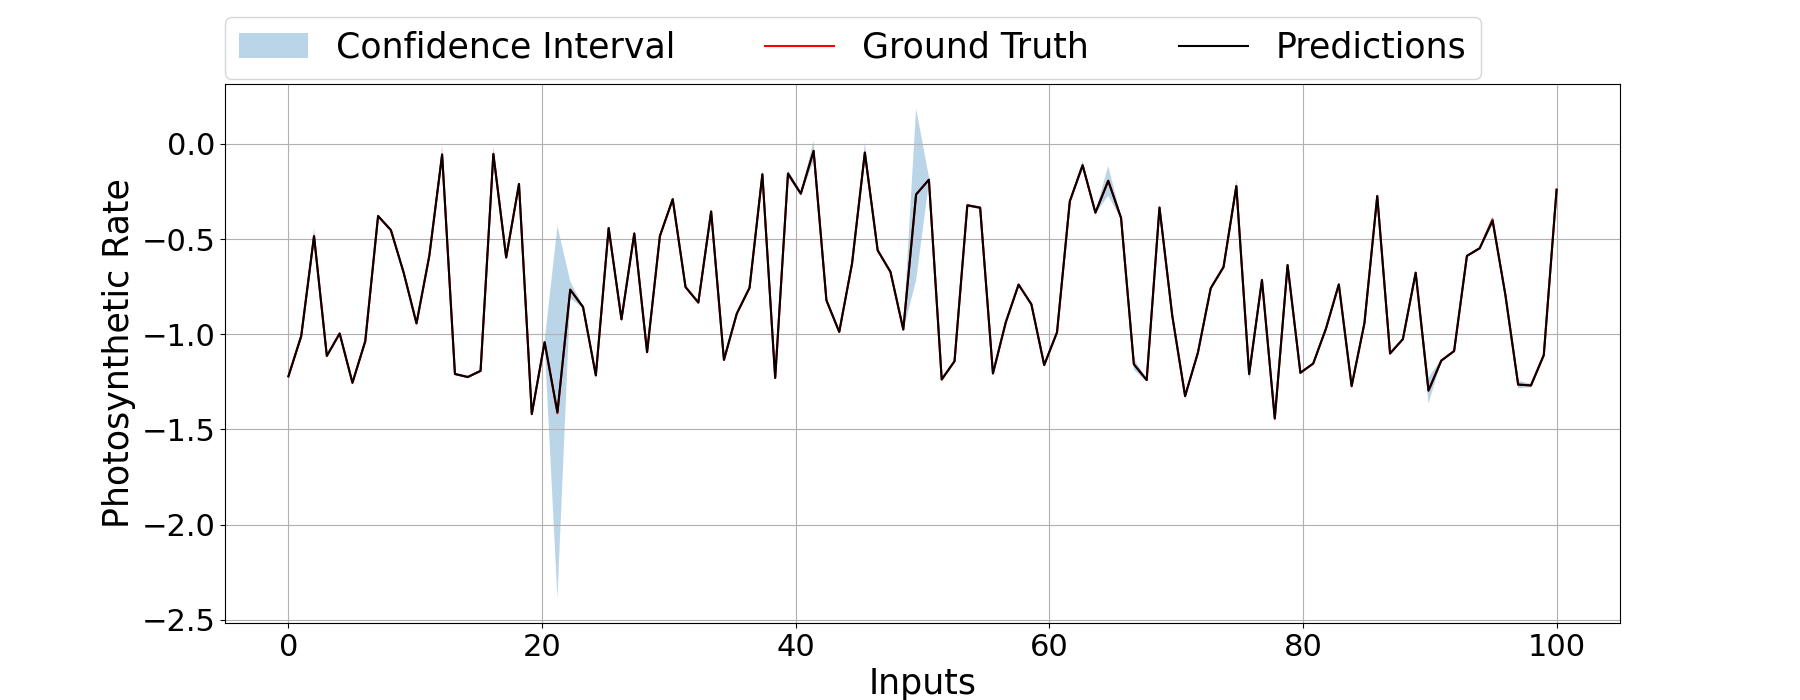 Confidence Interval Ground Truth Predictions
0.0
−0.5
−1.0
−1.5
−2.0
−2.5
Photosynthetic Rate
0 20 40 60 80 100
Inputs